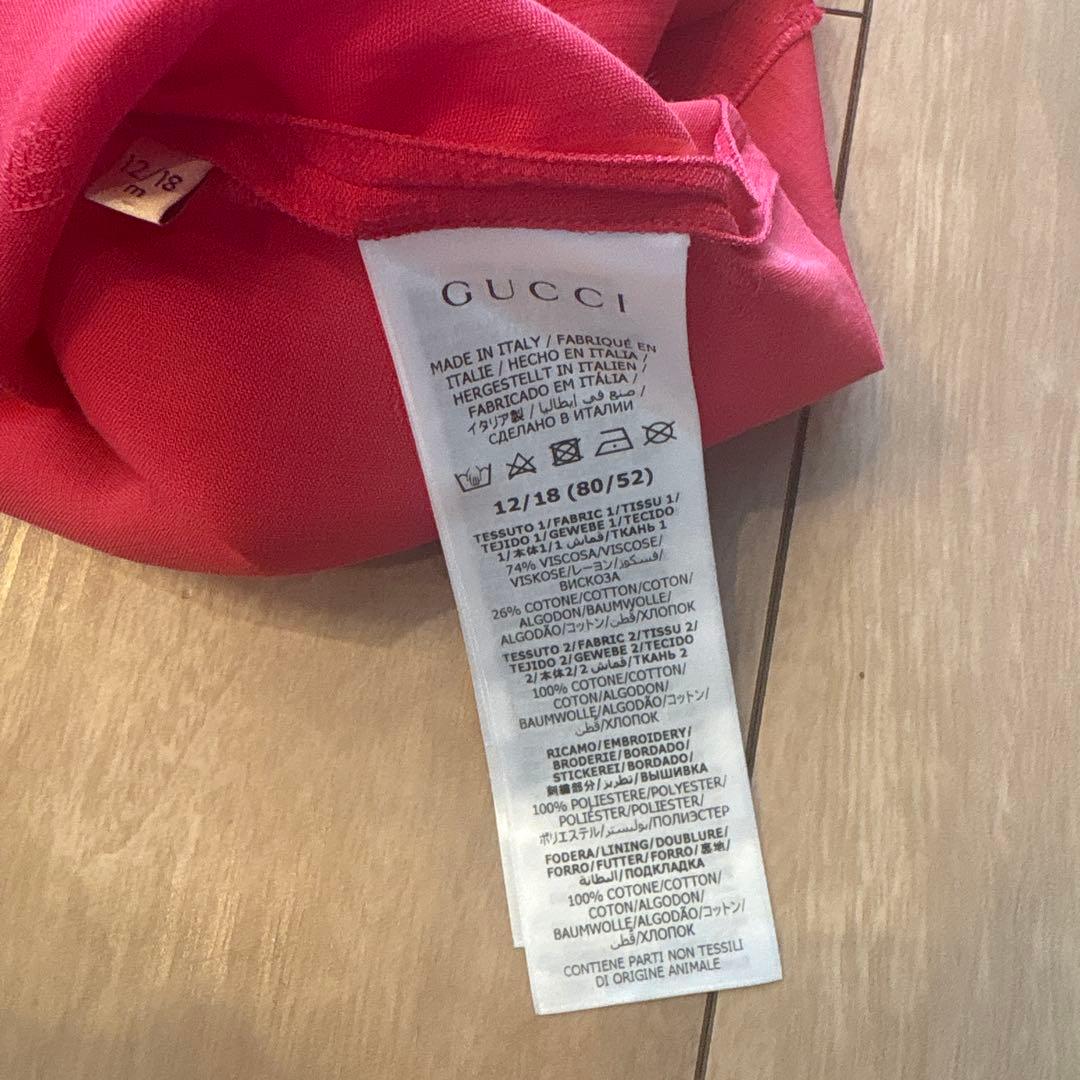 12/18
m
GUCCI
MADE IN ITALY / FABRIQUÉ EN
ITALIE / HECHO EN ITALIA /
HERGESTELLT IN ITALIEN /
FABRICADO EM ITÁLIA /
イタリア製 / صنع في إيطاليا /
СДЕЛАНО В ИТАЛИИ
12/18 (80/52)
TESSUTO 1/FABRIC 1/TISSU 1/
TEJIDO 1/GEWEBE 1/TECIDO
1/本体1/قماش 1/ТКАНЬ 1
74% VISCOSA/VISCOSE/
VISKOSE/レーヨン/فسكوز/
ВИСКОЗА
26% COTONE/COTTON/COTON/
ALGODON/BAUMWOLLE/
ALGODÃO/コットン/قطن/ХЛОПОК
TESSUTO 2/FABRIC 2/TISSU 2/
TEJIDO 2/GEWEBE 2/TECIDO
2/本体2/قماش 2/ТКАНЬ 2
100% COTONE/COTTON/
COTON/ALGODON/
BAUMWOLLE/ALGODÃO/コットン/
قطن/ХЛОПОК
RICAMO/EMBROIDERY/
BRODERIE/BORDADO/
STICKEREI/BORDADO/
刺繍部分/تطريز/ВЫШИВКА
100% POLIESTERE/POLYESTER/
POLIÉSTER/POLIESTER/
ポリエステル/بوليستر/ПОЛИЭСТЕР
FODERA/LINING/DOUBLURE/
FORRO/FUTTER/FORRO/裏地/
البطانة/ПОДКЛАДКА
100% COTONE/COTTON/
COTON/ALGODON/
BAUMWOLLE/ALGODÃO/コットン/
قطن/ХЛОПОК
CONTIENE PARTI NON TESSILI
DI ORIGINE ANIMALE